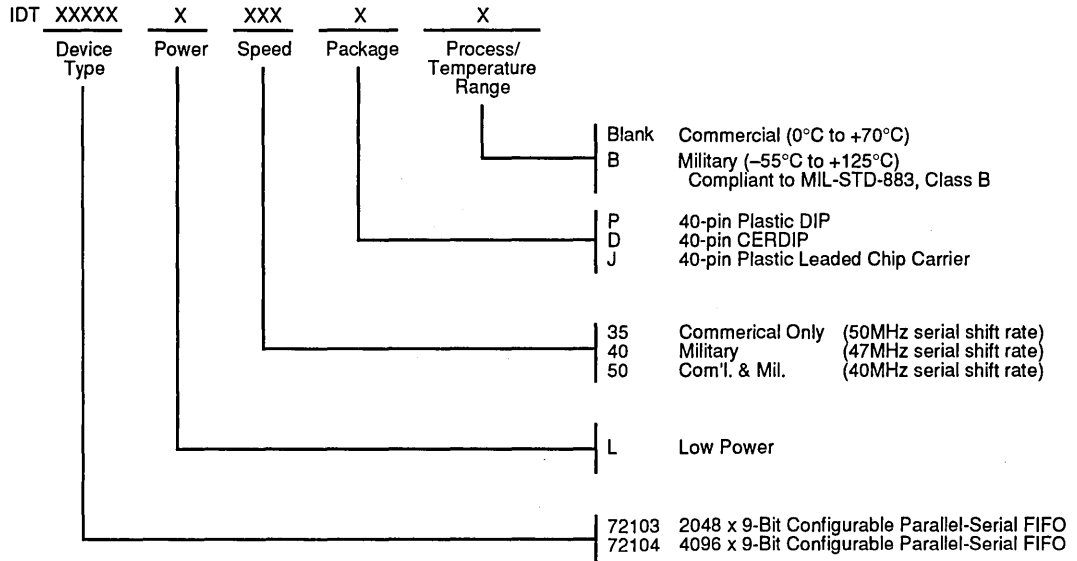 IDT XXXXX X XXX X X
Device Type Power Speed Package Process/ Temperature Range
Blank Commercial (0°C to +70°C)
B Military (–55°C to +125°C)
Compliant to MIL-STD-883, Class B
P 40-pin Plastic DIP
D 40-pin CERDIP
J 40-pin Plastic Leaded Chip Carrier
35 Commerical Only (50MHz serial shift rate)
40 Military (47MHz serial shift rate)
50 Com'l. & Mil. (40MHz serial shift rate)
L Low Power
72103 2048 x 9-Bit Configurable Parallel-Serial FIFO
72104 4096 x 9-Bit Configurable Parallel-Serial FIFO